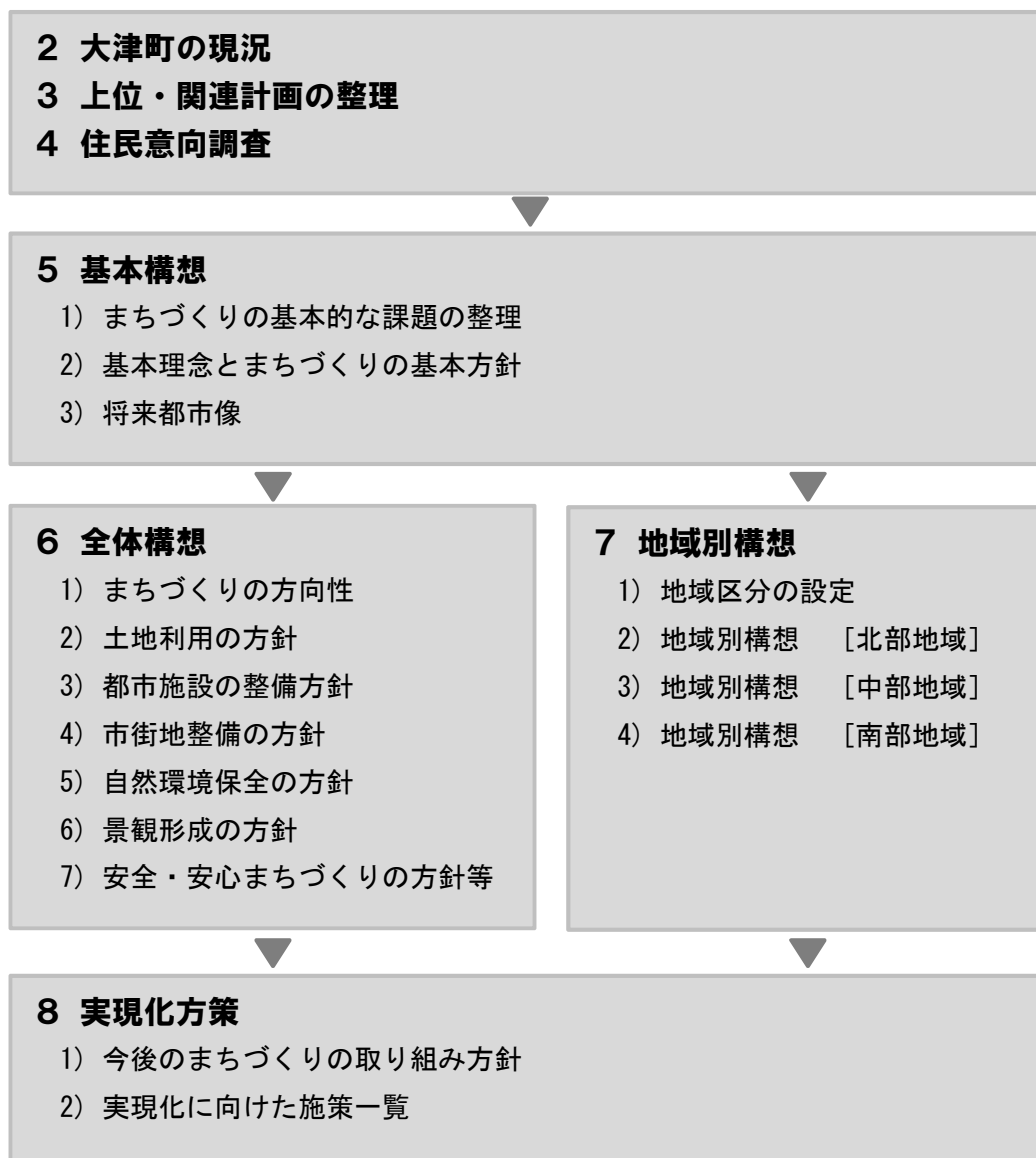 2 大津町の現況
3 上位・関連計画の整理
4 住民意向調査
5 基本構想
1) まちづくりの基本的な課題の整理
2) 基本理念とまちづくりの基本方針
3) 将来都市像
6 全体構想
1) まちづくりの方向性
2) 土地利用の方針
3) 都市施設の整備方針
4) 市街地整備の方針
5) 自然環境保全の方針
6) 景観形成の方針
7) 安全・安心まちづくりの方針等
7 地域別構想
1) 地域区分の設定
2) 地域別構想 [北部地域]
3) 地域別構想 [中部地域]
4) 地域別構想 [南部地域]
8 実現化方策
1) 今後のまちづくりの取り組み方針
2) 実現化に向けた施策一覧